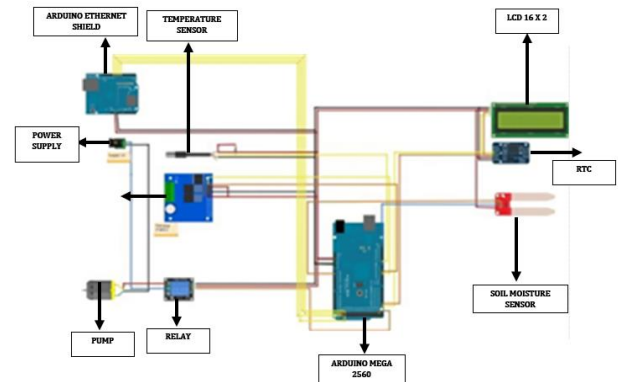 ARDUINO ETHERNET
SHIELD
TEMPERATURE
SENSOR
LCD 16 X 2
POWER
SUPPLY
RTC
SOIL MOISTURE
SENSOR
PUMP
RELAY
ARDUINO MEGA
2560